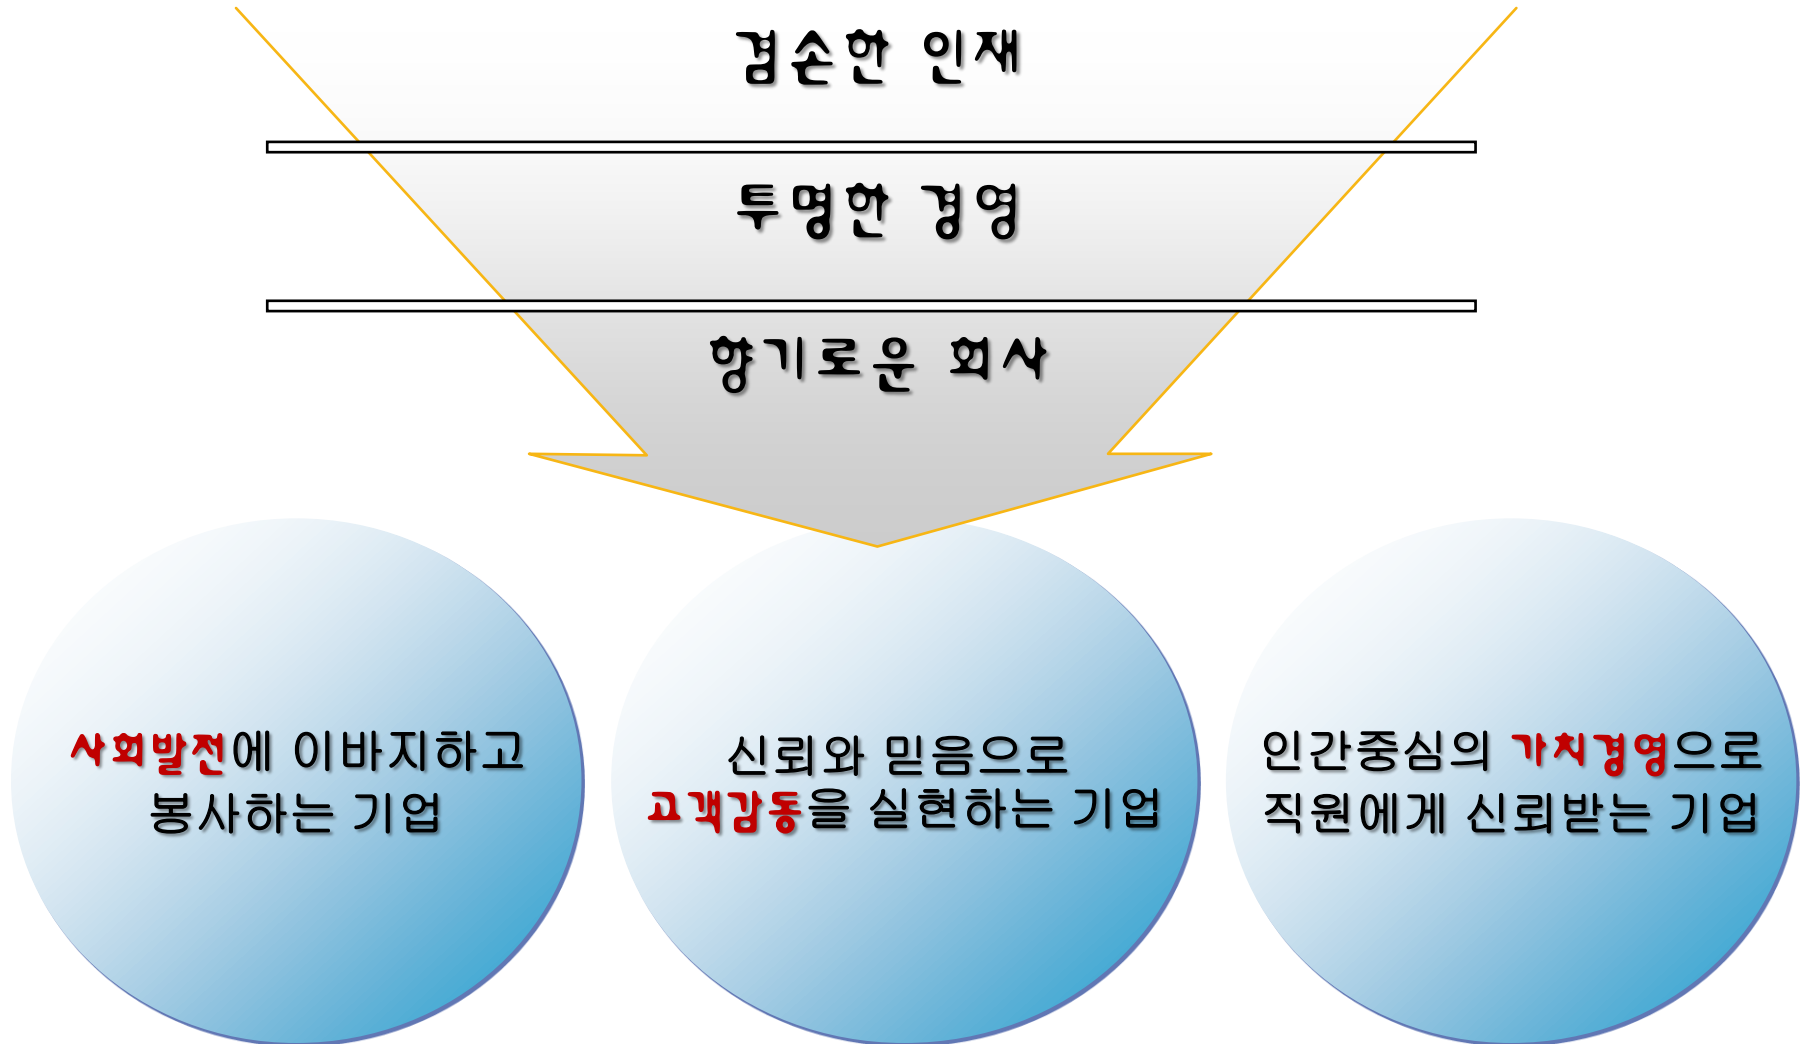 겸손한 인재
투명한 경영
향기로운 회사
사회발전에 이바지하고
봉사하는 기업
신뢰와 믿음으로
고객감동을 실현하는 기업
인간중심의 가치경영으로
직원에게 신뢰받는 기업